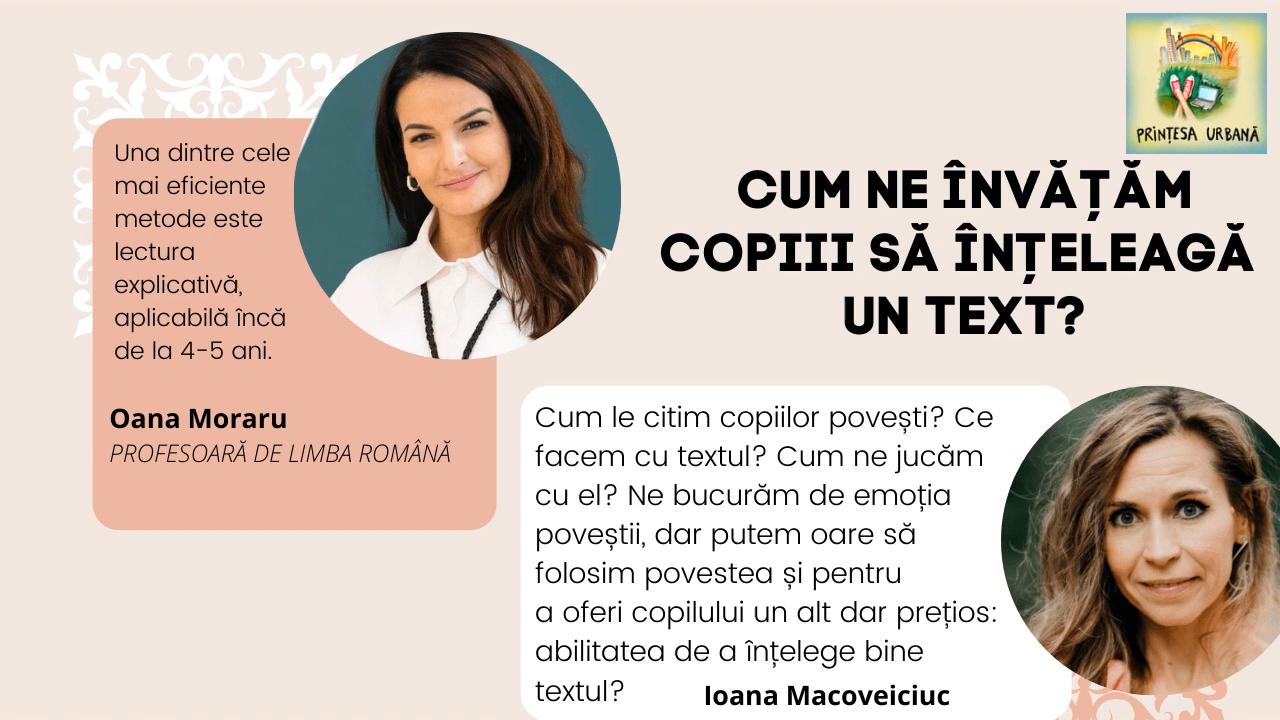 PRINȚESA URBANĂ
Una dintre cele
mai eficiente
metode este
lectura
explicativă,
aplicabilă încă
de la 4-5 ani.
Oana Moraru
PROFESOARĂ DE LIMBA ROMÂNĂ
CUM NE ÎNVĂȚĂM
COPIII SĂ ÎNȚELEAGĂ
UN TEXT?
Cum le citim copiilor povești? Ce
facem cu textul? Cum ne jucăm
cu el? Ne bucurăm de emoția
poveștii, dar putem oare să
folosim povestea și pentru
a oferi copilului un alt dar prețios:
abilitatea de a înțelege bine
textul?
Ioana Macoveiciuc